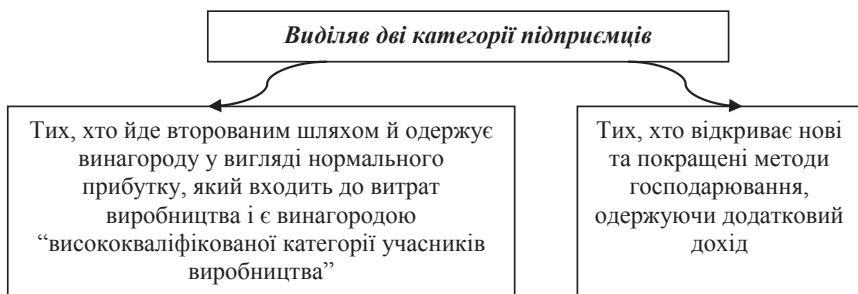 Виділяв дві категорії підприємців
Тих, хто йде второваним шляхом й одержує
винагороду у вигляді нормального
прибутку, який входить до витрат
виробництва і є винагородою
“висококваліфікованої категорії учасників
виробництва”
Тих, хто відкриває нові
та покращені методи
господарювання,
одержуючи додатковий
дохід